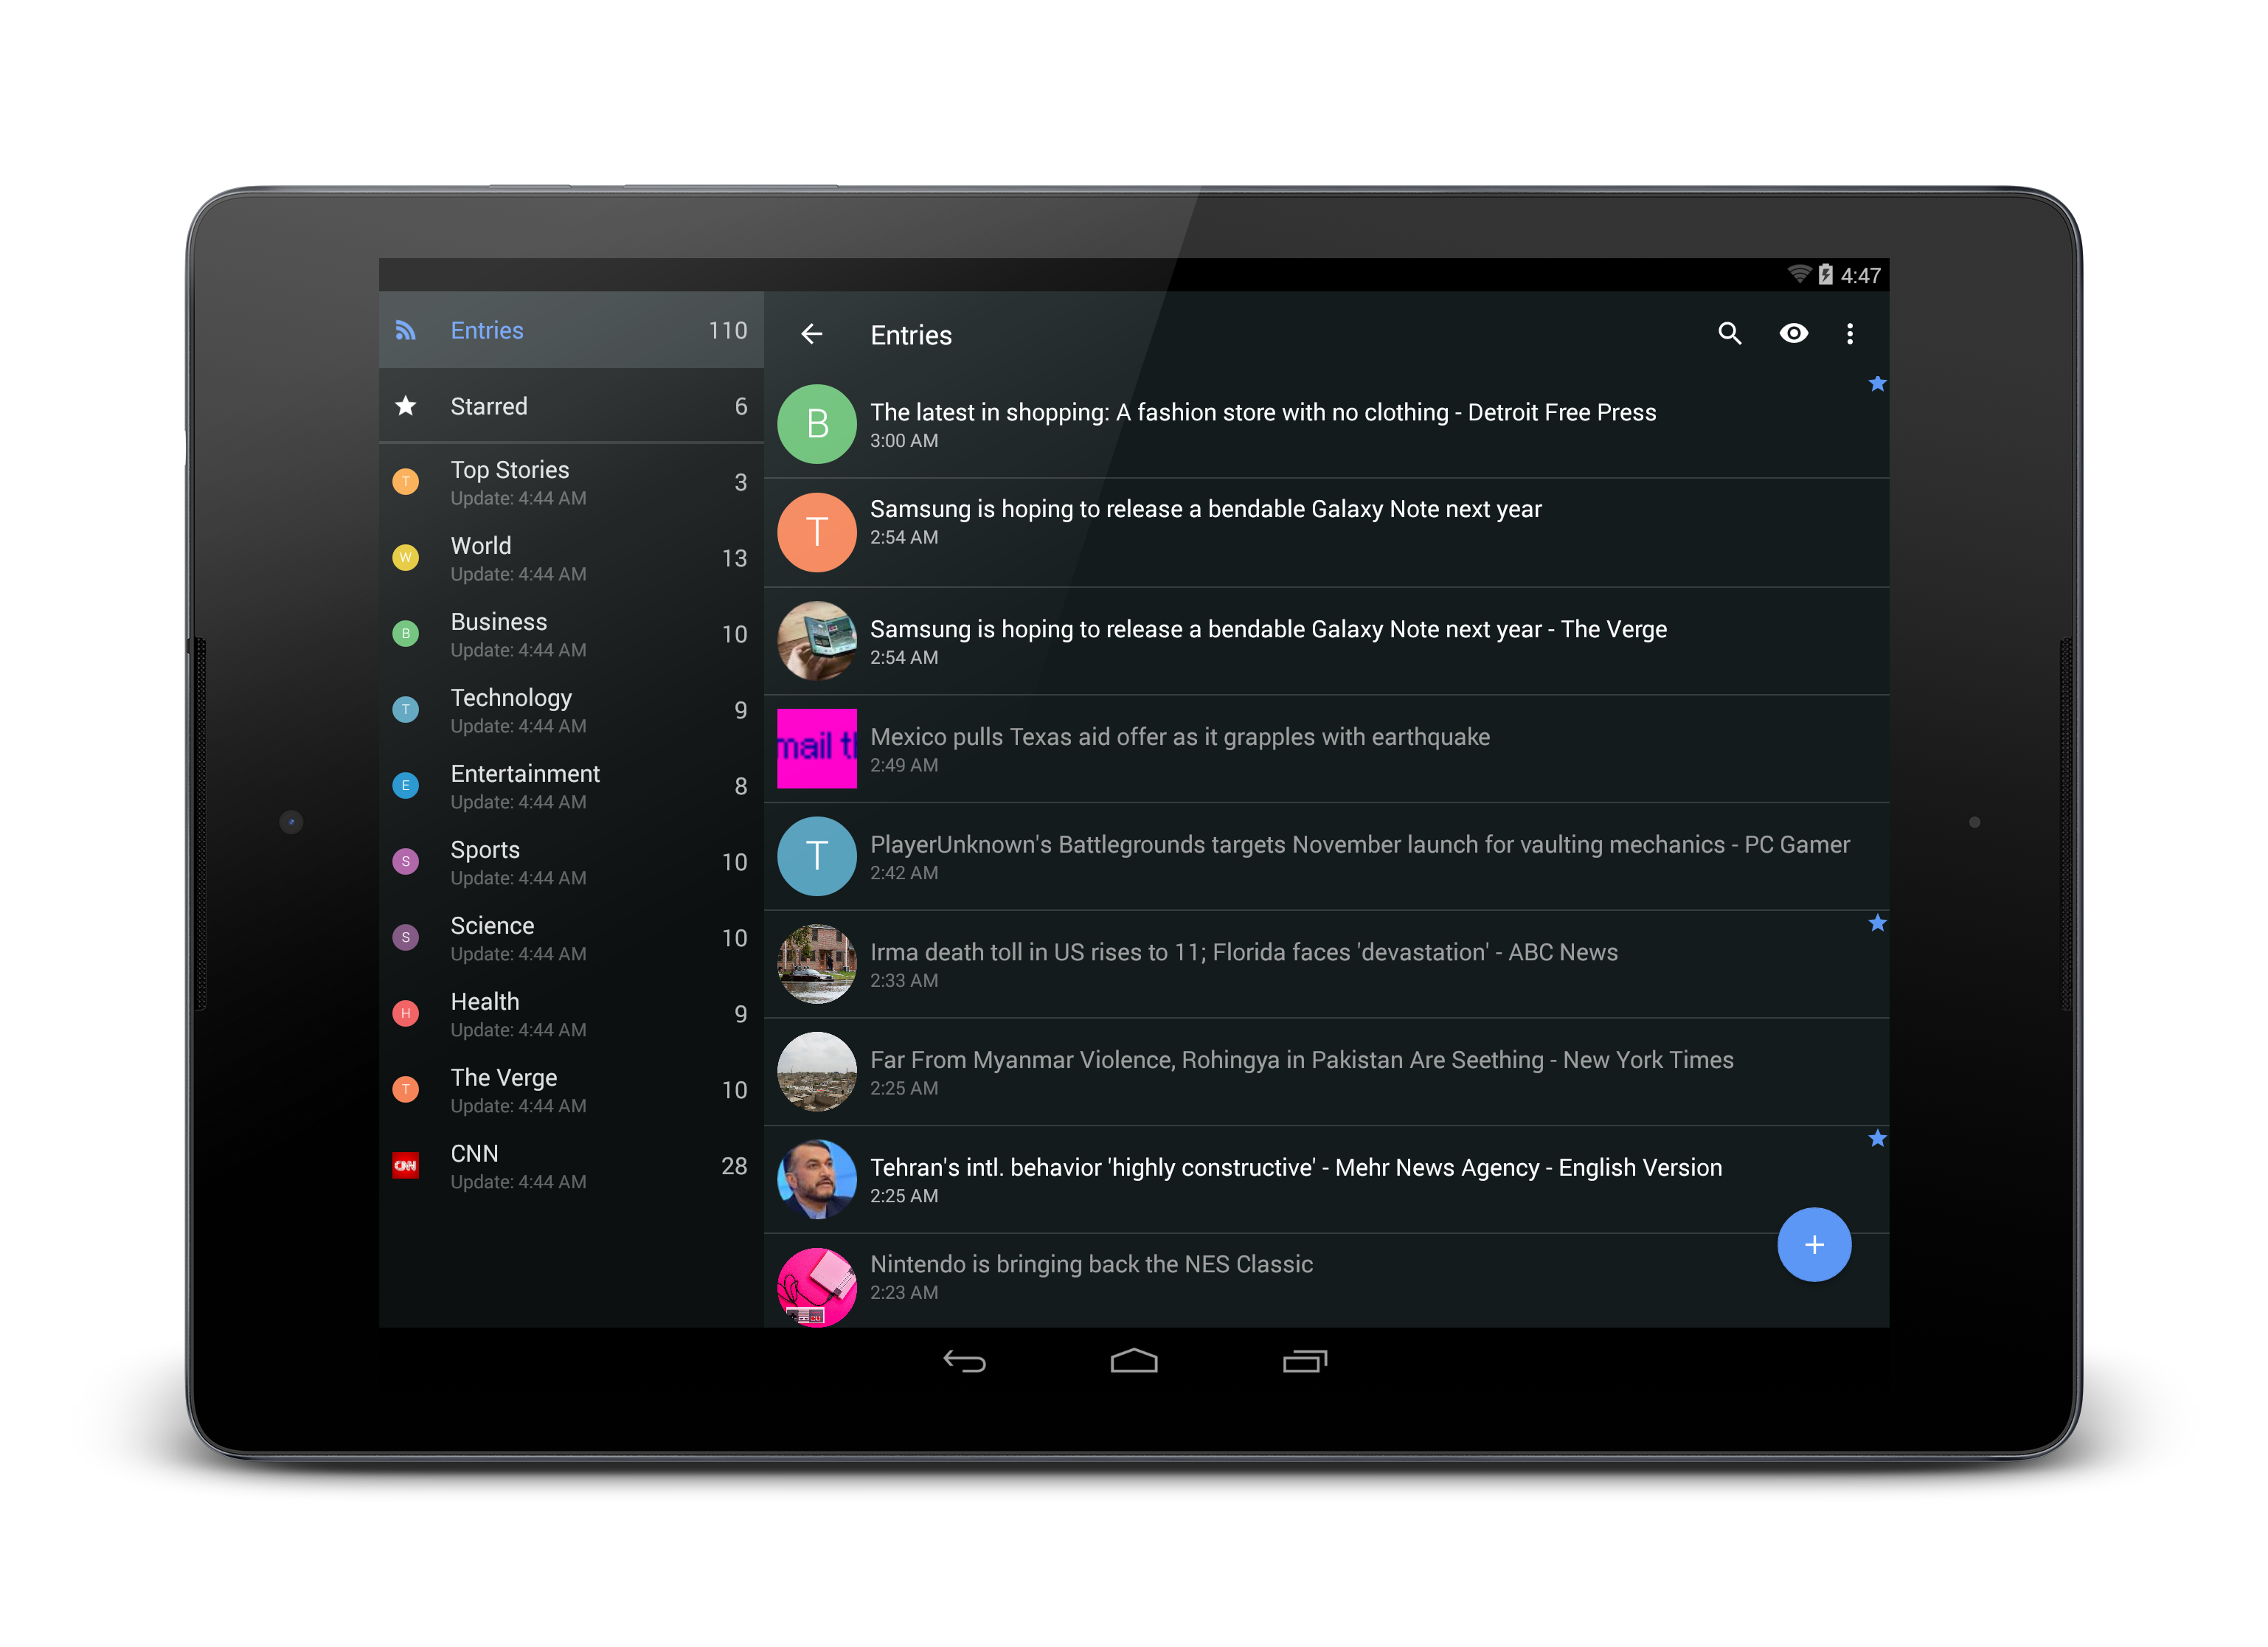 4:47
Entries 110
Starred 6
T Top Stories 3
Update: 4:44 AM
W World 13
Update: 4:44 AM
B Business 10
Update: 4:44 AM
T Technology 9
Update: 4:44 AM
E Entertainment 8
Update: 4:44 AM
S Sports 10
Update: 4:44 AM
S Science 10
Update: 4:44 AM
H Health 9
Update: 4:44 AM
T The Verge 10
Update: 4:44 AM
CNN CNN 28
Update: 4:44 AM
Entries
B The latest in shopping: A fashion store with no clothing - Detroit Free Press
3:00 AM
T Samsung is hoping to release a bendable Galaxy Note next year
2:54 AM
Samsung is hoping to release a bendable Galaxy Note next year - The Verge
2:54 AM
mail th Mexico pulls Texas aid offer as it grapples with earthquake
2:49 AM
T PlayerUnknown's Battlegrounds targets November launch for vaulting mechanics - PC Gamer
2:42 AM
Irma death toll in US rises to 11; Florida faces 'devastation' - ABC News
2:33 AM
Far From Myanmar Violence, Rohingya in Pakistan Are Seething - New York Times
2:25 AM
Tehran's intl. behavior 'highly constructive' - Mehr News Agency - English Version
2:25 AM
Nintendo is bringing back the NES Classic
2:23 AM